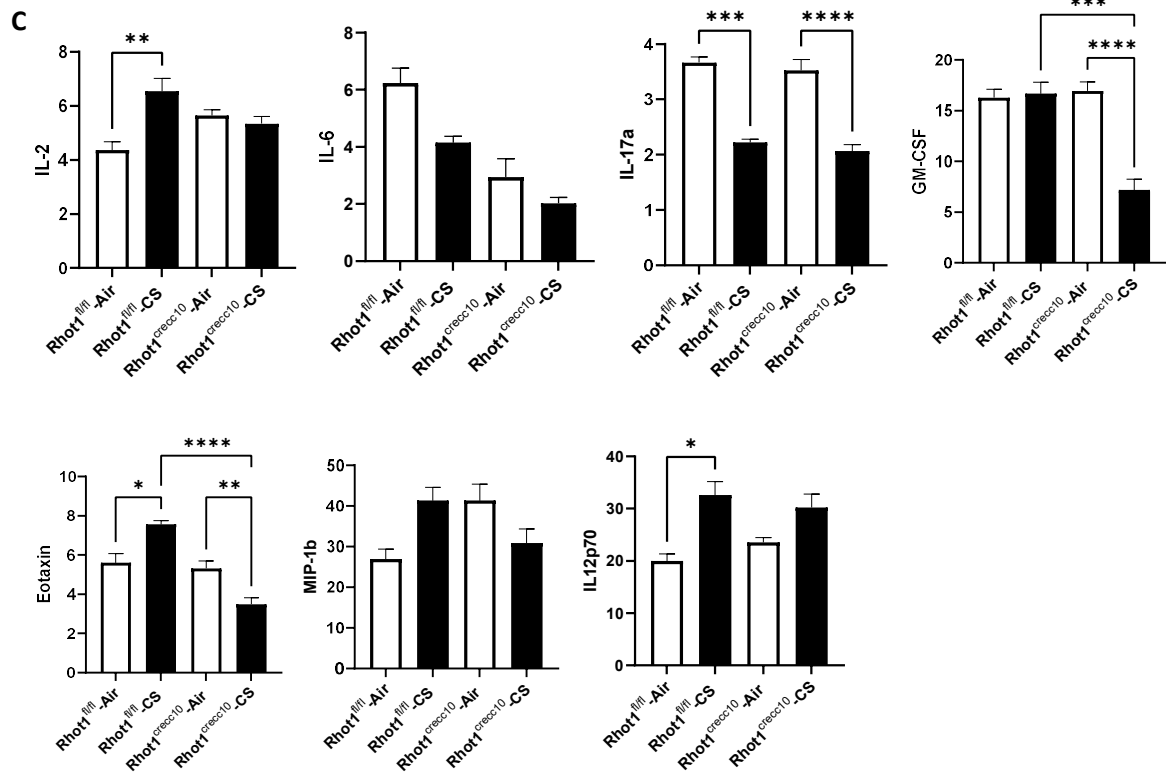 C
**
8
6
4
2
0
IL-2
Rhot1fl/fl-Air
Rhot1fl/fl-CS
Rhot1crecc10-Air
Rhot1crecc10-CS
8
6
4
2
0
IL-6
Rhot1fl/fl-Air
Rhot1fl/fl-CS
Rhot1crecc10-Air
Rhot1crecc10-CS
*** ****
4
3
2
1
0
IL-17a
Rhot1fl/fl-Air
Rhot1fl/fl-CS
Rhot1crecc10-Air
Rhot1crecc10-CS
***
****
20
15
10
5
0
GM-CSF
Rhot1fl/fl-Air
Rhot1fl/fl-CS
Rhot1crecc10-Air
Rhot1crecc10-CS
****
* **
10
8
6
4
2
0
Eotaxin
Rhot1fl/fl-Air
Rhot1fl/fl-CS
Rhot1crecc10-Air
Rhot1crecc10-CS
50
40
30
20
10
0
MIP-1b
Rhot1fl/fl-Air
Rhot1fl/fl-CS
Rhot1crecc10-Air
Rhot1crecc10-CS
*
40
30
20
10
0
IL12p70
Rhot1fl/fl-Air
Rhot1fl/fl-CS
Rhot1crecc10-Air
Rhot1crecc10-CS